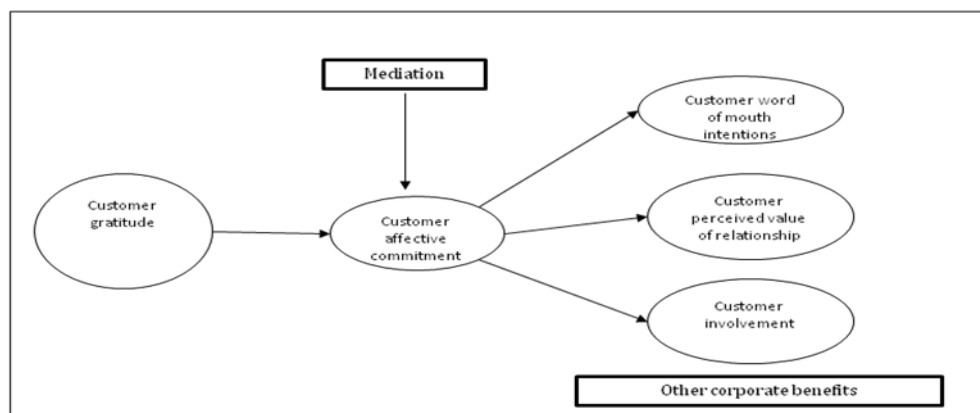 Mediation
Customer word
of mouth
intentions
Customer
gratitude
Customer
affective
commitment
Customer
perceived value
of relationship
Customer
involvement
Other corporate benefits